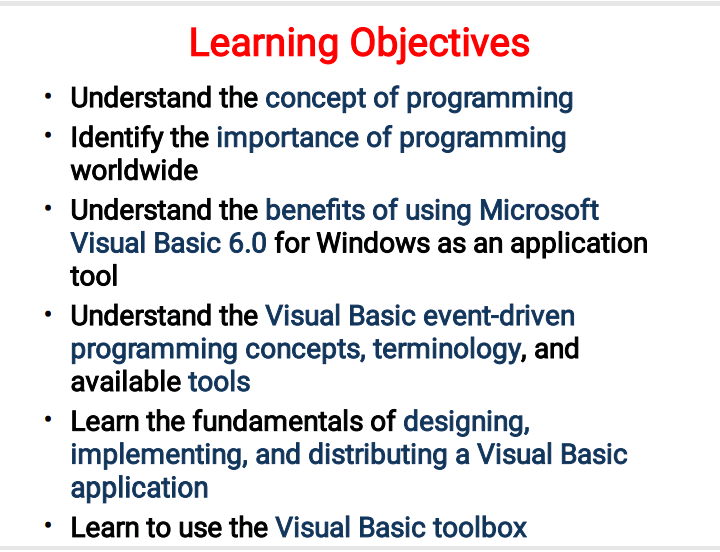 Learning Objectives
• Understand the concept of programming
• Identify the importance of programming
worldwide
• Understand the benefits of using Microsoft
Visual Basic 6.0 for Windows as an application
tool
• Understand the Visual Basic event-driven
programming concepts, terminology, and
available tools
• Learn the fundamentals of designing,
implementing, and distributing a Visual Basic
application
• Learn to use the Visual Basic toolbox